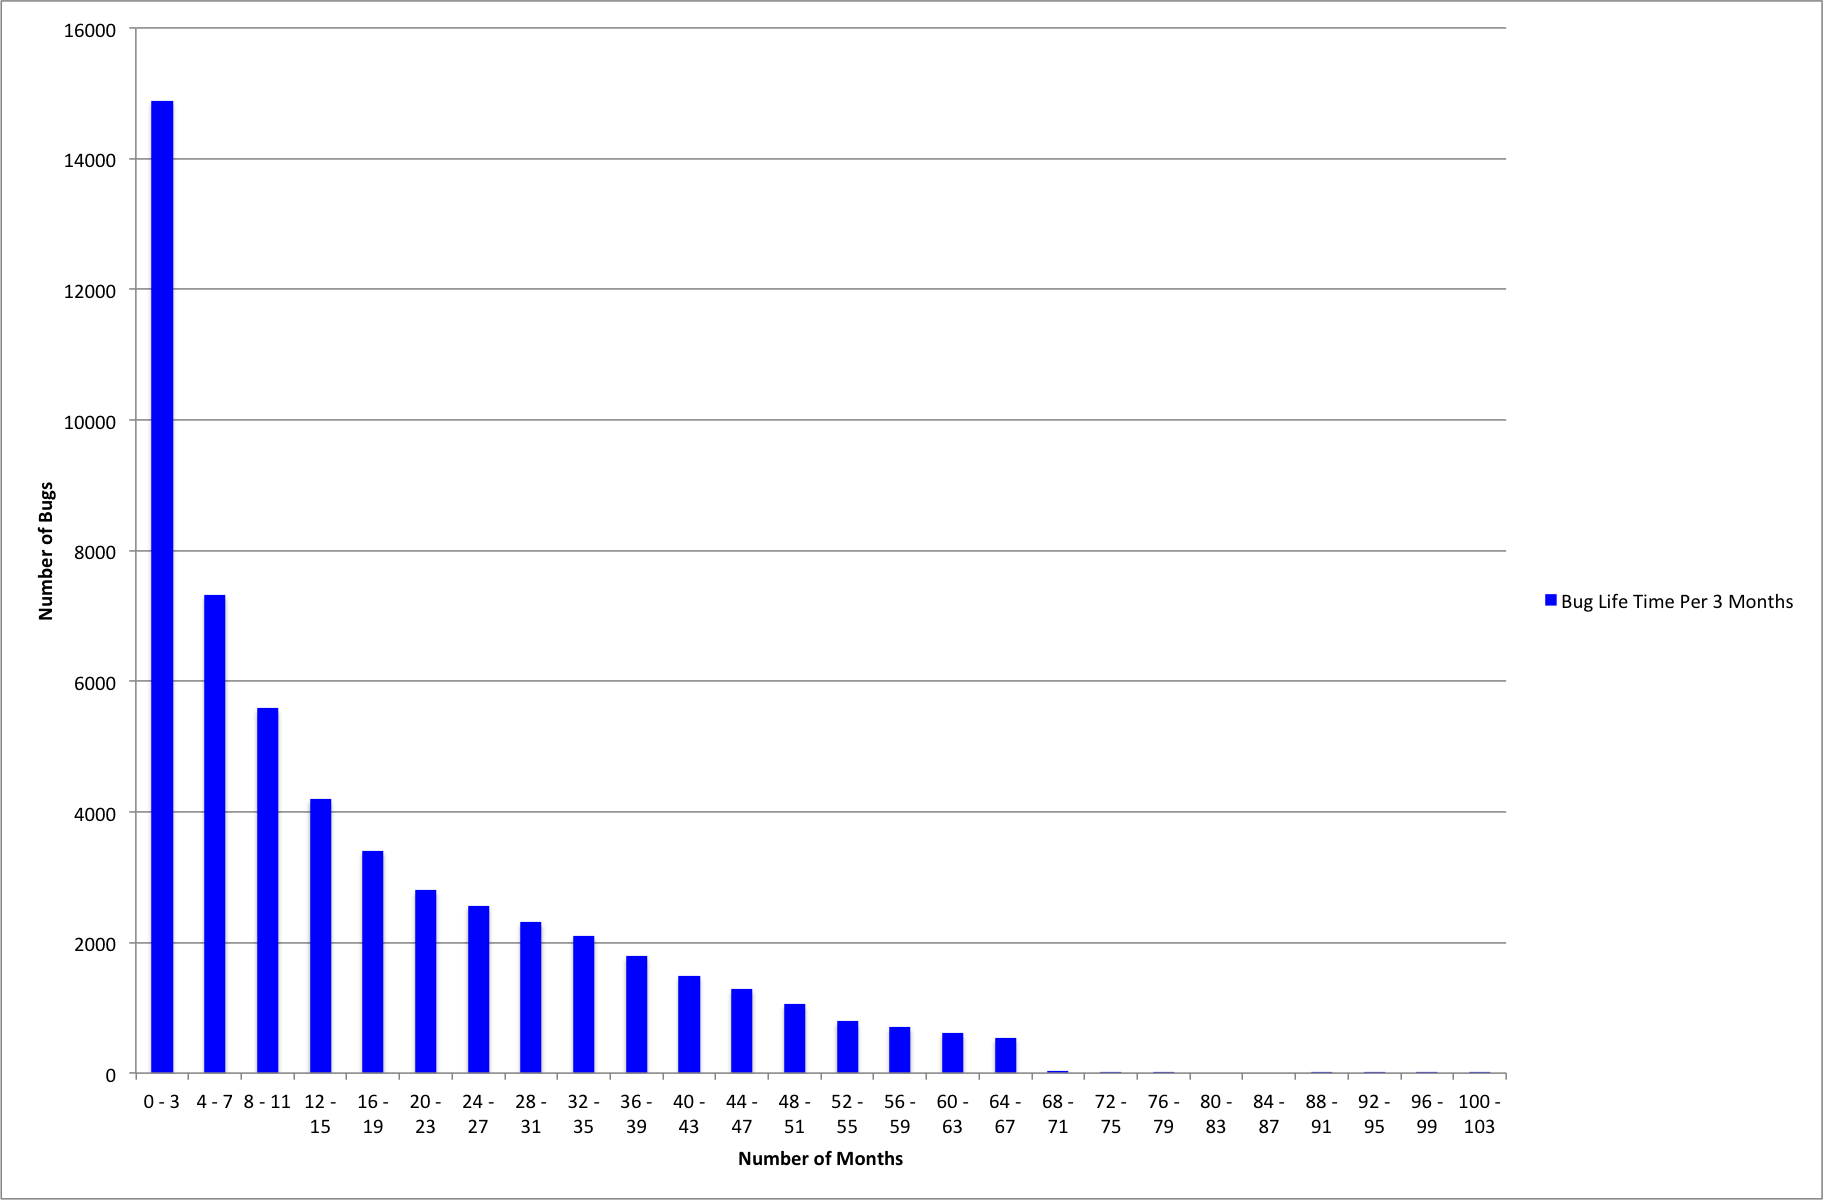 16000
14000
12000
10000
8000
6000
4000
2000
0
Number of Bugs
0 - 3 4 - 7 8 - 11 12 - 16 - 20 - 24 - 28 - 32 - 36 - 40 - 44 - 48 - 52 - 56 - 60 - 64 - 68 - 72 - 76 - 80 - 84 - 88 - 92 - 96 - 100 -
15 19 23 27 31 35 39 43 47 51 55 59 63 67 71 75 79 83 87 91 95 99 103
Number of Months
Bug Life Time Per 3 Months